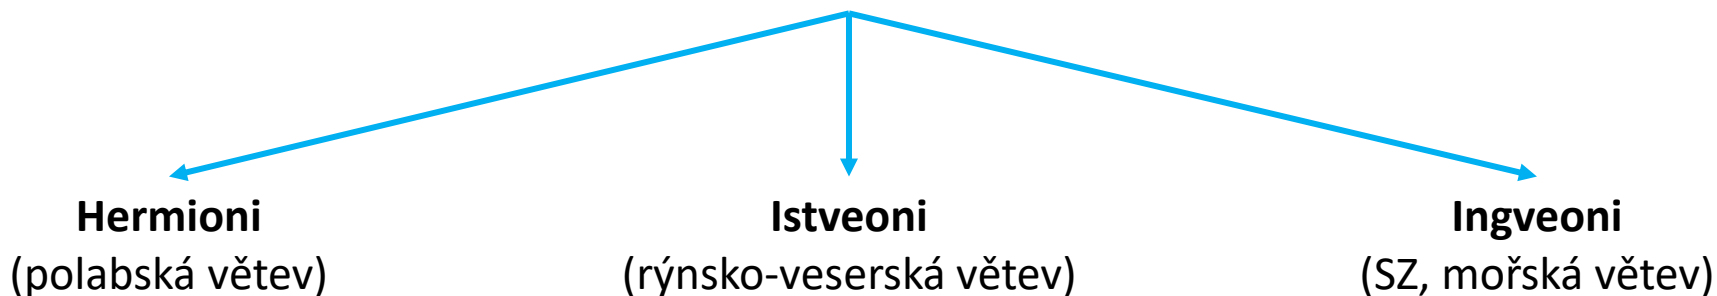 Hermioni
(polabská větev)
Istveoni
(rýnsko-veserská větev)
Ingveoni
(SZ, mořská větev)